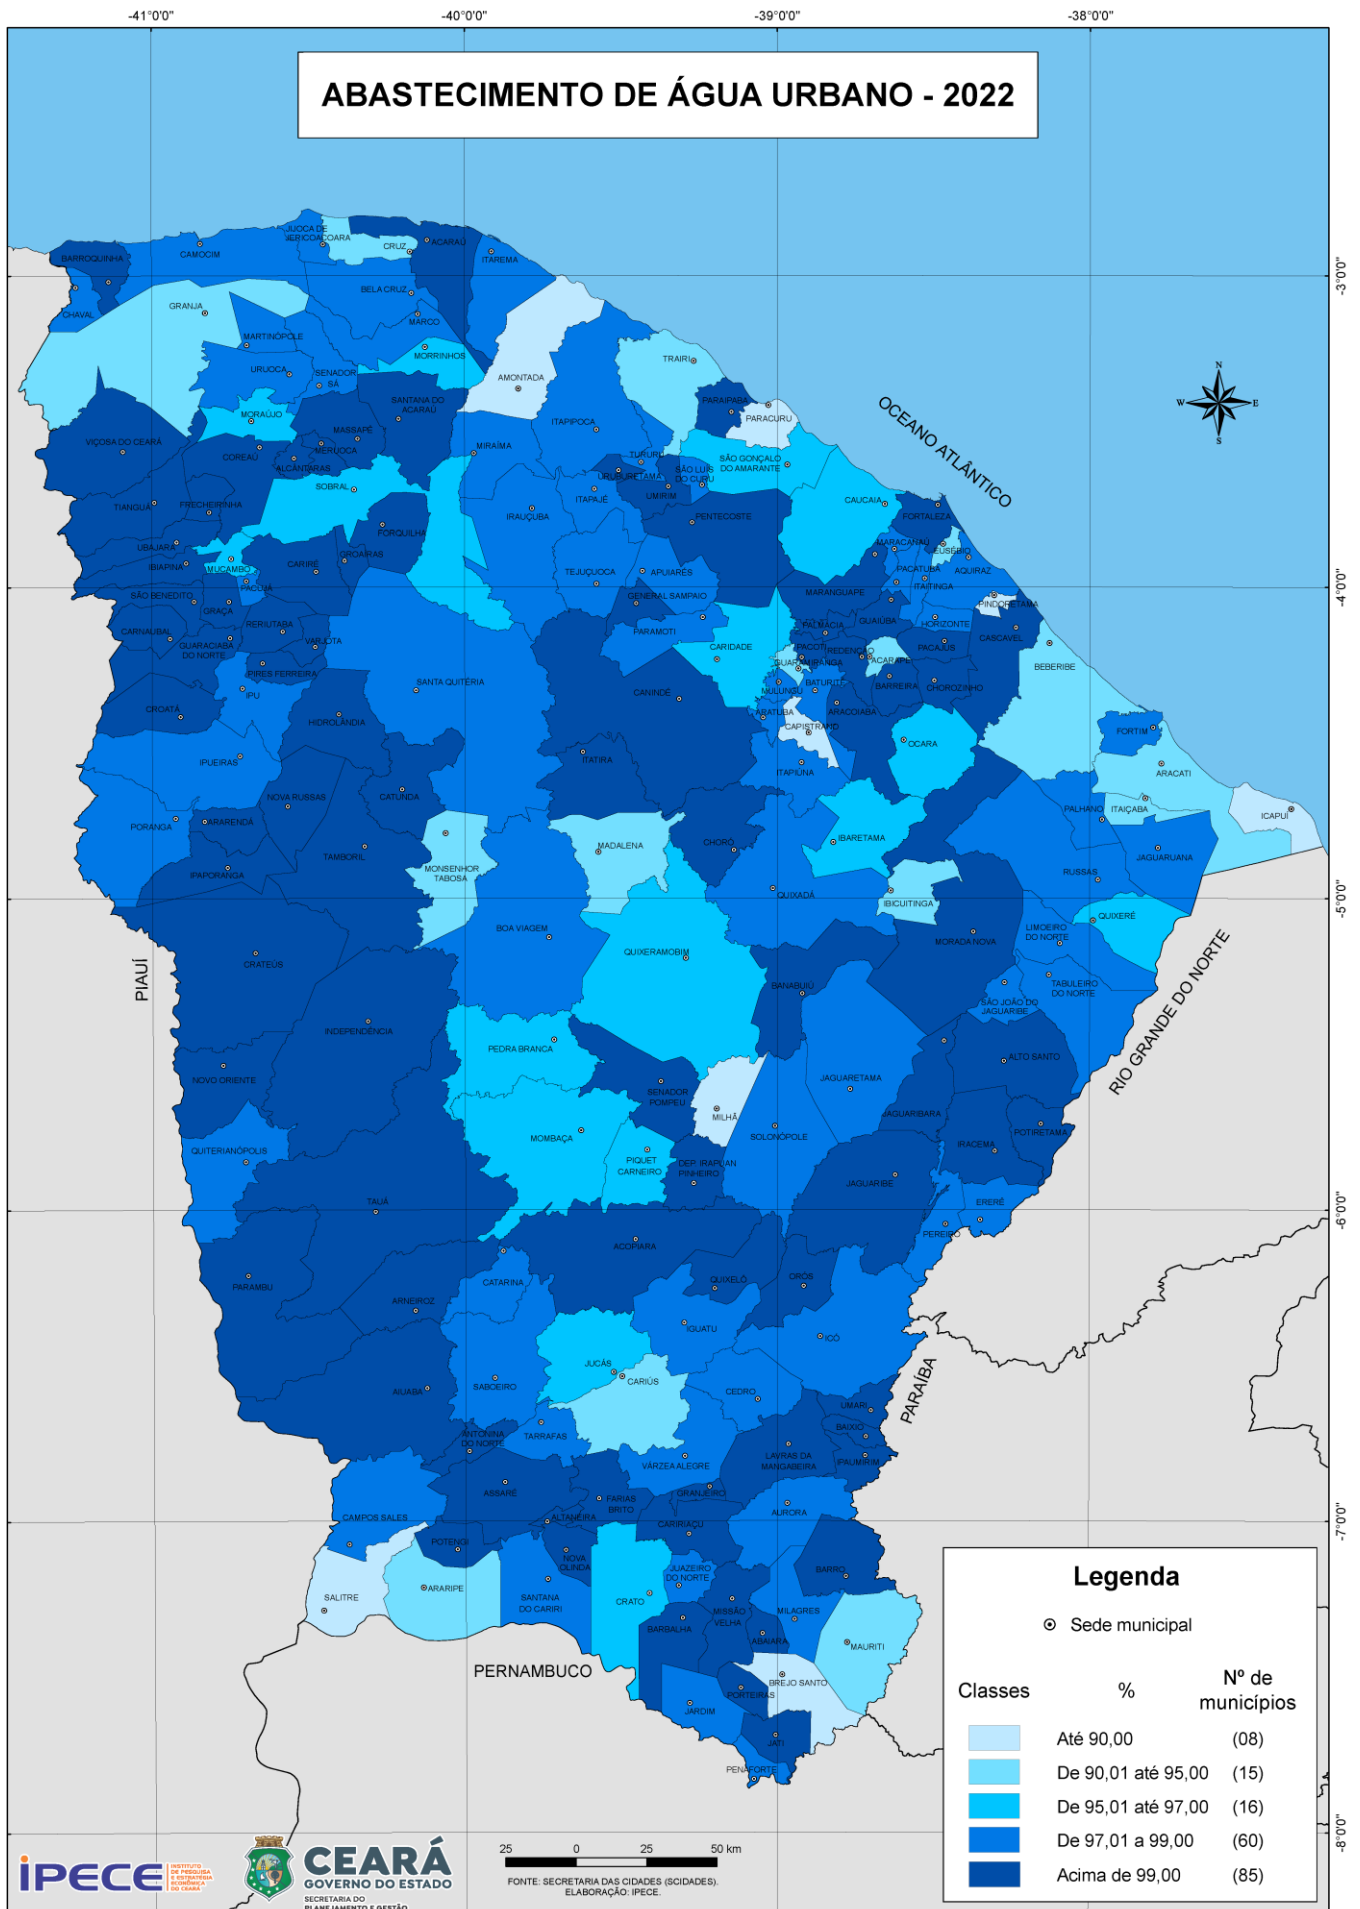 -41°0'0"
-40°0'0"
-39°0'0"
-38°0'0"
ABASTECIMENTO DE ÁGUA URBANO - 2022
-3°0'0"
-4°0'0"
-5°0'0"
-6°0'0"
-7°0'0"
-8°0'0"
N
W
E
S
OCEANO ATLÂNTICO
PIAUÍ
RIO GRANDE DO NORTE
PARAÍBA
PERNAMBUCO
BARROQUINHA
CAMOCIM
CRUZ
ACARAÚ
ITAREMA
CHAVAL
GRANJA
BELA CRUZ
MARCO
MARTINÓPOLE
MORRINHOS
URUOCA
SENADOR
SÁ
AMONTADA
TRAIRI
SANTANA DO
ACARAÚ
PARAIPABA
PARACURU
MORAÚJO
MASSAPÊ
ITAPIPOCA
VIÇOSA DO CEARÁ
COREAÚ
MERUOCA
ALCÂNTARAS
MIRAÍMA
TURURU
URUBURETAMA
SÃO LUIS
DO CURU
SÃO GONÇALO
DO AMARANTE
UMIRIM
ITAPAJÉ
SOBRAL
CAUCAIA
FORTALEZA
TIANGUÁ
FRECHEIRINHA
IRAUÇUBA
PENTECOSTE
FORQUILHA
UBAJARA
IBIAPINA
MUCAMBO
PACUJÁ
CARIRÉ
GROAÍRAS
MARACANAÚ
EUSÉBIO
AQUIRAZ
PACATUBA
ITAITINGA
TEJUÇUOCA
APUIARÉS
GENERAL SAMPAIO
MARANGUAPE
GUAIÚBA
HORIZONTE
PINDORETAMA
CASCAVEL
SÃO BENEDITO
GRAÇA
CARNAUBAL
GUARACIABA
DO NORTE
RERIUTABA
VARJOTA
PIRES FERREIRA
PARAMOTI
CARIDADE
PALMÁCIA
PACOTI
REDENÇÃO
GUARAMIRANGA
ACARAPE
PACAJUS
BEBERIBE
IPU
CROATÁ
SANTA QUITÉRIA
CANINDÉ
MULUNGU
BATURITÉ
BARREIRA
CHOROZINHO
ARATUBA
ARACOIABA
CAPISTRANO
HIDROLÂNDIA
IPUEIRAS
ITATIRA
ITAPIÚNA
OCARA
FORTIM
ARACATI
ITAIÇABA
ICAPUÍ
PORANGA
ARARENDÁ
NOVA RUSSAS
CATUNDA
TAMBORIL
IPAPORANGA
MONSENHOR
TABOSA
MADALENA
CHORÓ
IBARETAMA
PALHANO
JAGUARUANA
RUSSAS
QUIXADÁ
IBICUITINGA
QUIXERÉ
BOA VIAGEM
QUIXERAMOBIM
MORADA NOVA
LIMOEIRO
DO NORTE
CRATEÚS
INDEPENDÊNCIA
BANABUIÚ
SÃO JOÃO DO
JAGUARIBE
TABULEIRO
DO NORTE
NOVO ORIENTE
PEDRA BRANCA
SENADOR
POMPEU
MILHÃ
JAGUARETAMA
ALTO SANTO
JAGUARIBARA
SOLONÓPOLE
POTIRETAMA
IRACEMA
QUITERIANÓPOLIS
MOMBAÇA
PIQUET
CARNEIRO
DEP. IRAPUAN
PINHEIRO
JAGUARIBE
ERERÊ
PEREIRO
TAUÁ
ACOPIARA
PARAMBU
ARNEIROZ
CATARINA
QUIXELÔ
ORÓS
IGUATU
ICÓ
AIUABA
SABOEIRO
JUCÁS
CARIÚS
CEDRO
UMARI
BAIXIO
IPAUMIRIM
ANTONINA
DO NORTE
TARRAFAS
VÁRZEA ALEGRE
LAVRAS DA
MANGABEIRA
ASSARÉ
FARIAS
BRITO
GRANJEIRO
AURORA
CAMPOS SALES
ALTANEIRA
CARIRIAÇU
POTENGI
NOVA
OLINDA
JUAZEIRO
DO NORTE
BARRO
SALITRE
ARARIPE
SANTANA
DO CARIRI
CRATO
BARBALHA
MISSÃO
VELHA
MILAGRES
ABAIARA
MAURITI
BREJO SANTO
PORTEIRAS
JARDIM
JATI
PENAFORTE
Legenda
Sede municipal
Classes % Nº de
municípios
Até 90,00 (08)
De 90,01 até 95,00 (15)
De 95,01 até 97,00 (16)
De 97,01 a 99,00 (60)
Acima de 99,00 (85)
iPECE
INSTITUTO
DE PESQUISA
E ESTRATÉGIA
ECONÔMICA
DO CEARÁ
CEARÁ
GOVERNO DO ESTADO
SECRETARIA DO
PLANEJAMENTO E GESTÃO
25 0 25 50 km
FONTE: SECRETARIA DAS CIDADES (SCIDADES).
ELABORAÇÃO: IPECE.